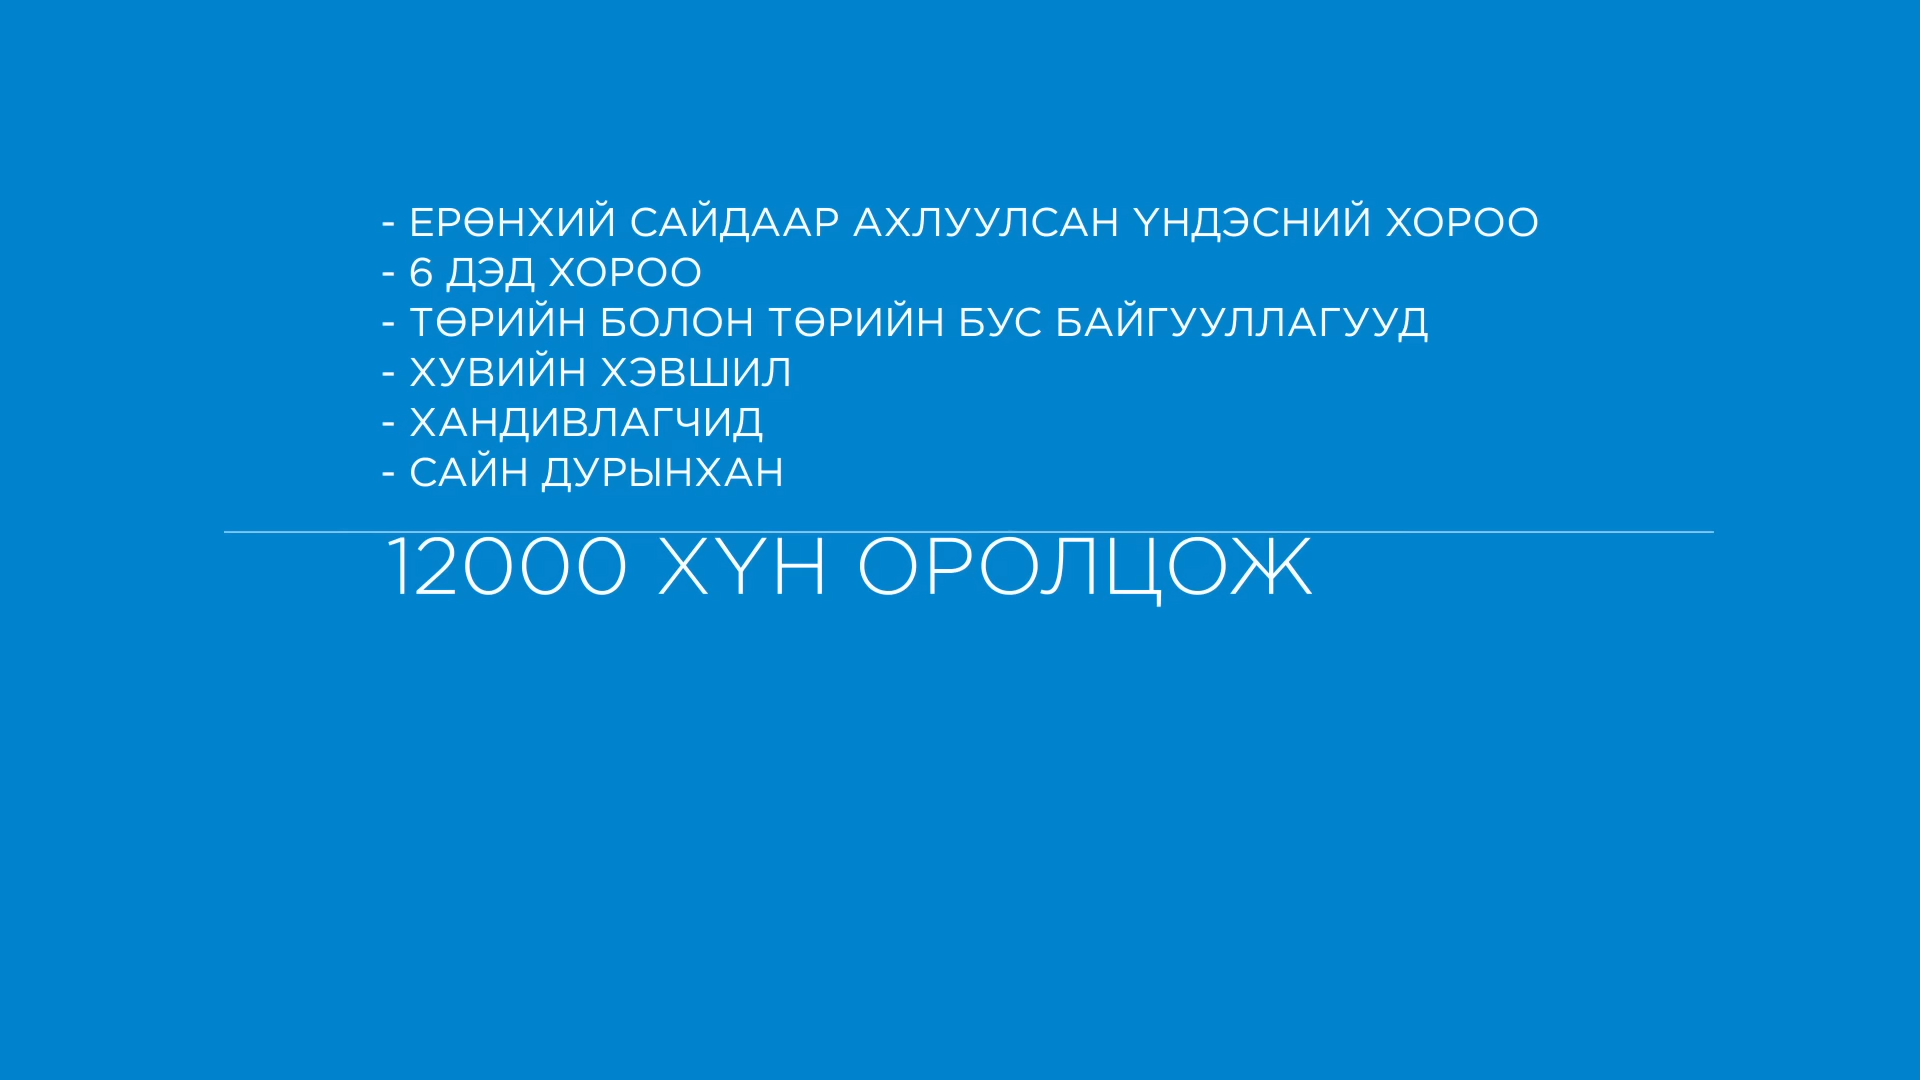 - ЕРӨНХИЙ САЙДААР АХЛУУЛСАН ҮНДЭСНИЙ ХОРОО
- 6 ДЭД ХОРОО
- ТӨРИЙН БОЛОН ТӨРИЙН БУС БАЙГУУЛЛАГУУД
- ХУВИЙН ХЭВШИЛ
- ХАНДИВЛАГЧИД
- САЙН ДУРЫНХАН
12000 ХҮН ОРОЛЦОЖ